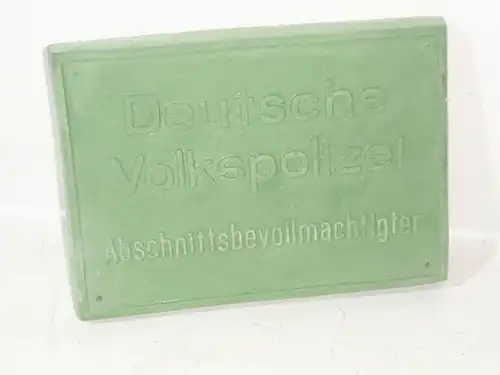 Deutsche
Volkspolizei
Abschnittsbevollmächtigter